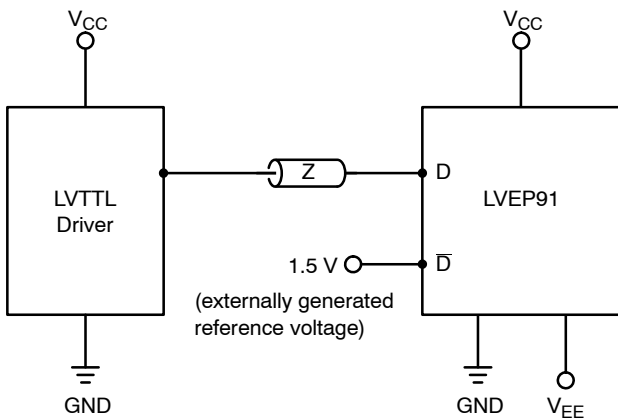 VCC
VCC
LVTTL
Driver
Z
D
LVEP91
1.5 V
D̅
(externally generated
reference voltage)
GND
GND
VEE